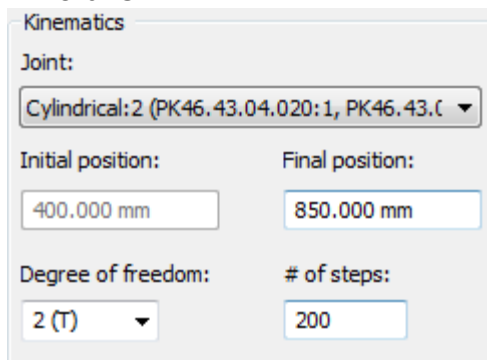 Kinematics
Joint:
Cylindrical:2 (PK46.43.04.020:1, PK46.43.(
Initial position: Final position:
400.000 mm 850.000 mm
Degree of freedom: # of steps:
2 (T) 200